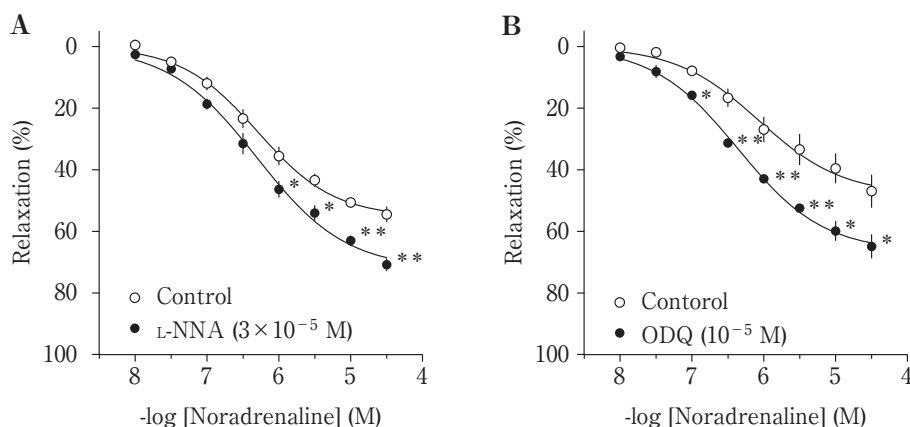 A
0
20
40
60
80
100
Relaxation (%)
* 
*
**
**
Control
L-NNA (3×10⁻⁵ M)
8 7 6 5 4
-log [Noradrenaline] (M)
B
0
20
40
60
80
100
Relaxation (%)
*
**
**
**
*
*
Contorol
ODQ (10⁻⁵ M)
8 7 6 5 4
-log [Noradrenaline] (M)